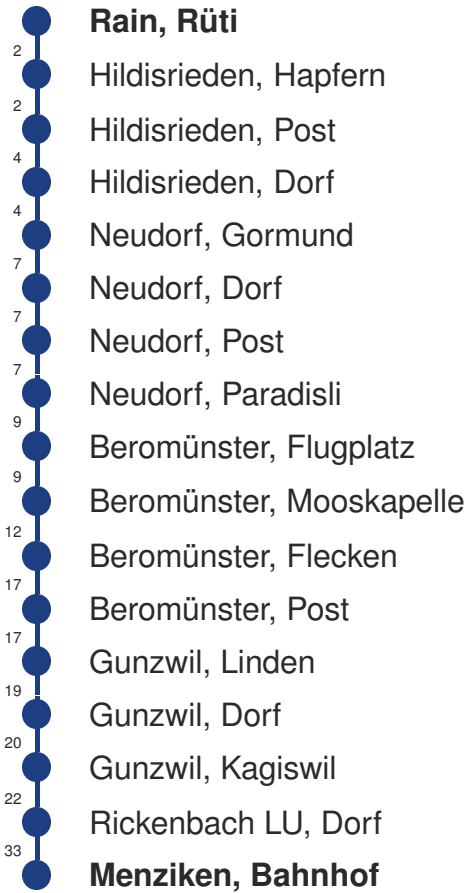 Rain, Rüti
2
Hildisrieden, Hapfern
2
Hildisrieden, Post
4
Hildisrieden, Dorf
4
Neudorf, Gormund
7
Neudorf, Dorf
7
Neudorf, Post
7
Neudorf, Paradisli
9
Beromünster, Flugplatz
9
Beromünster, Mooskapelle
12
Beromünster, Flecken
17
Beromünster, Post
17
Gunzwil, Linden
19
Gunzwil, Dorf
20
Gunzwil, Kagiswil
22
Rickenbach LU, Dorf
33
Menziken, Bahnhof